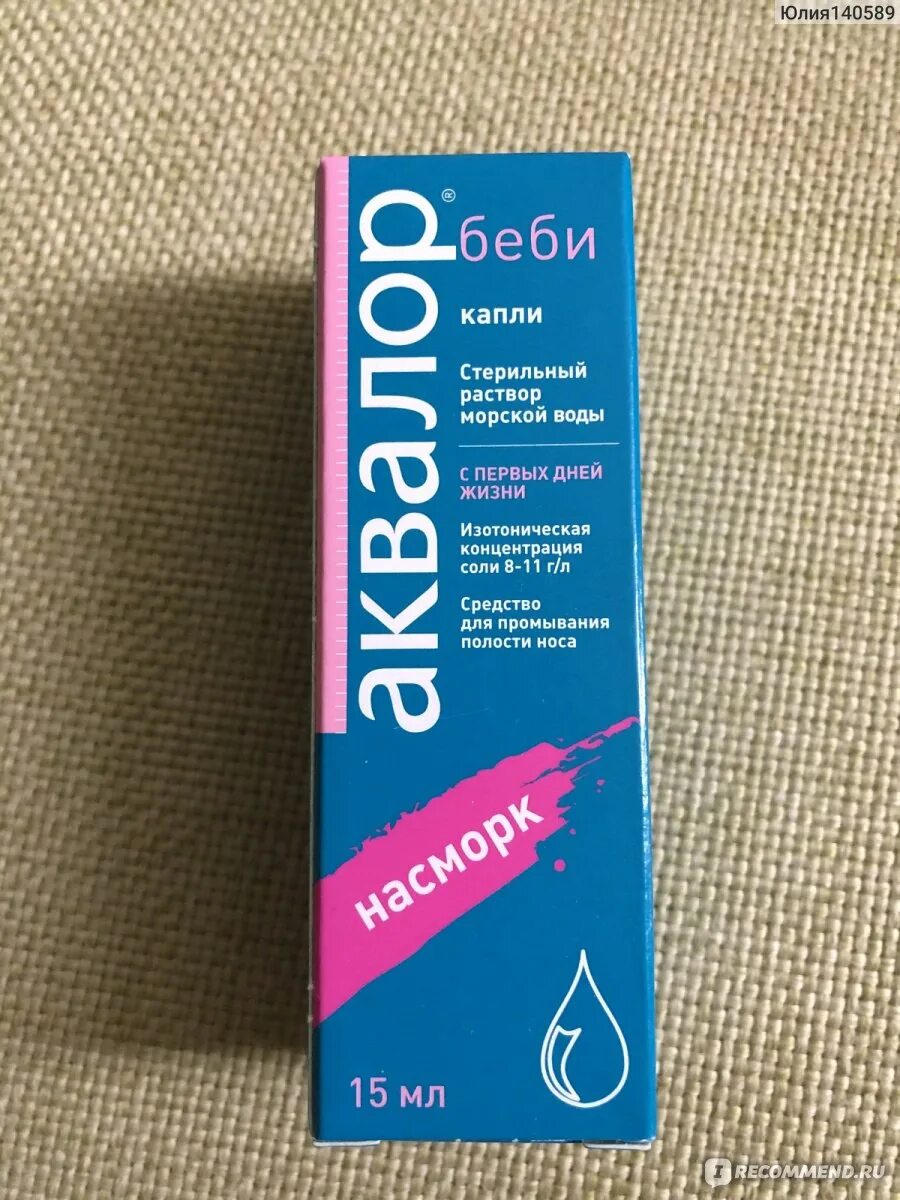 Юлия140589
аквалор®
беби
капли
Стерильный
раствор
морской воды
С ПЕРВЫХ ДНЕЙ
ЖИЗНИ
Изотоническая
концентрация
соли 8-11 г/л
Средство
для промывания
полости носа
насморк
15 мл
IRECOMMEND.RU